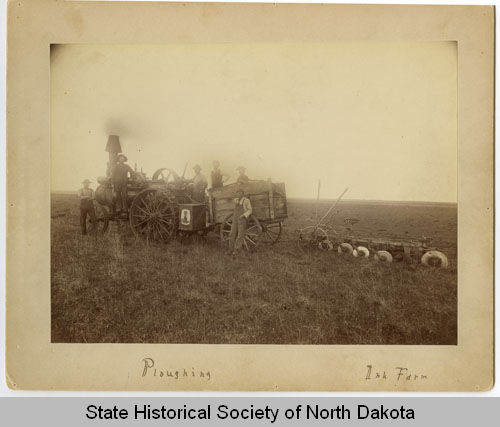 Ploughing Ink Farm
State Historical Society of North Dakota